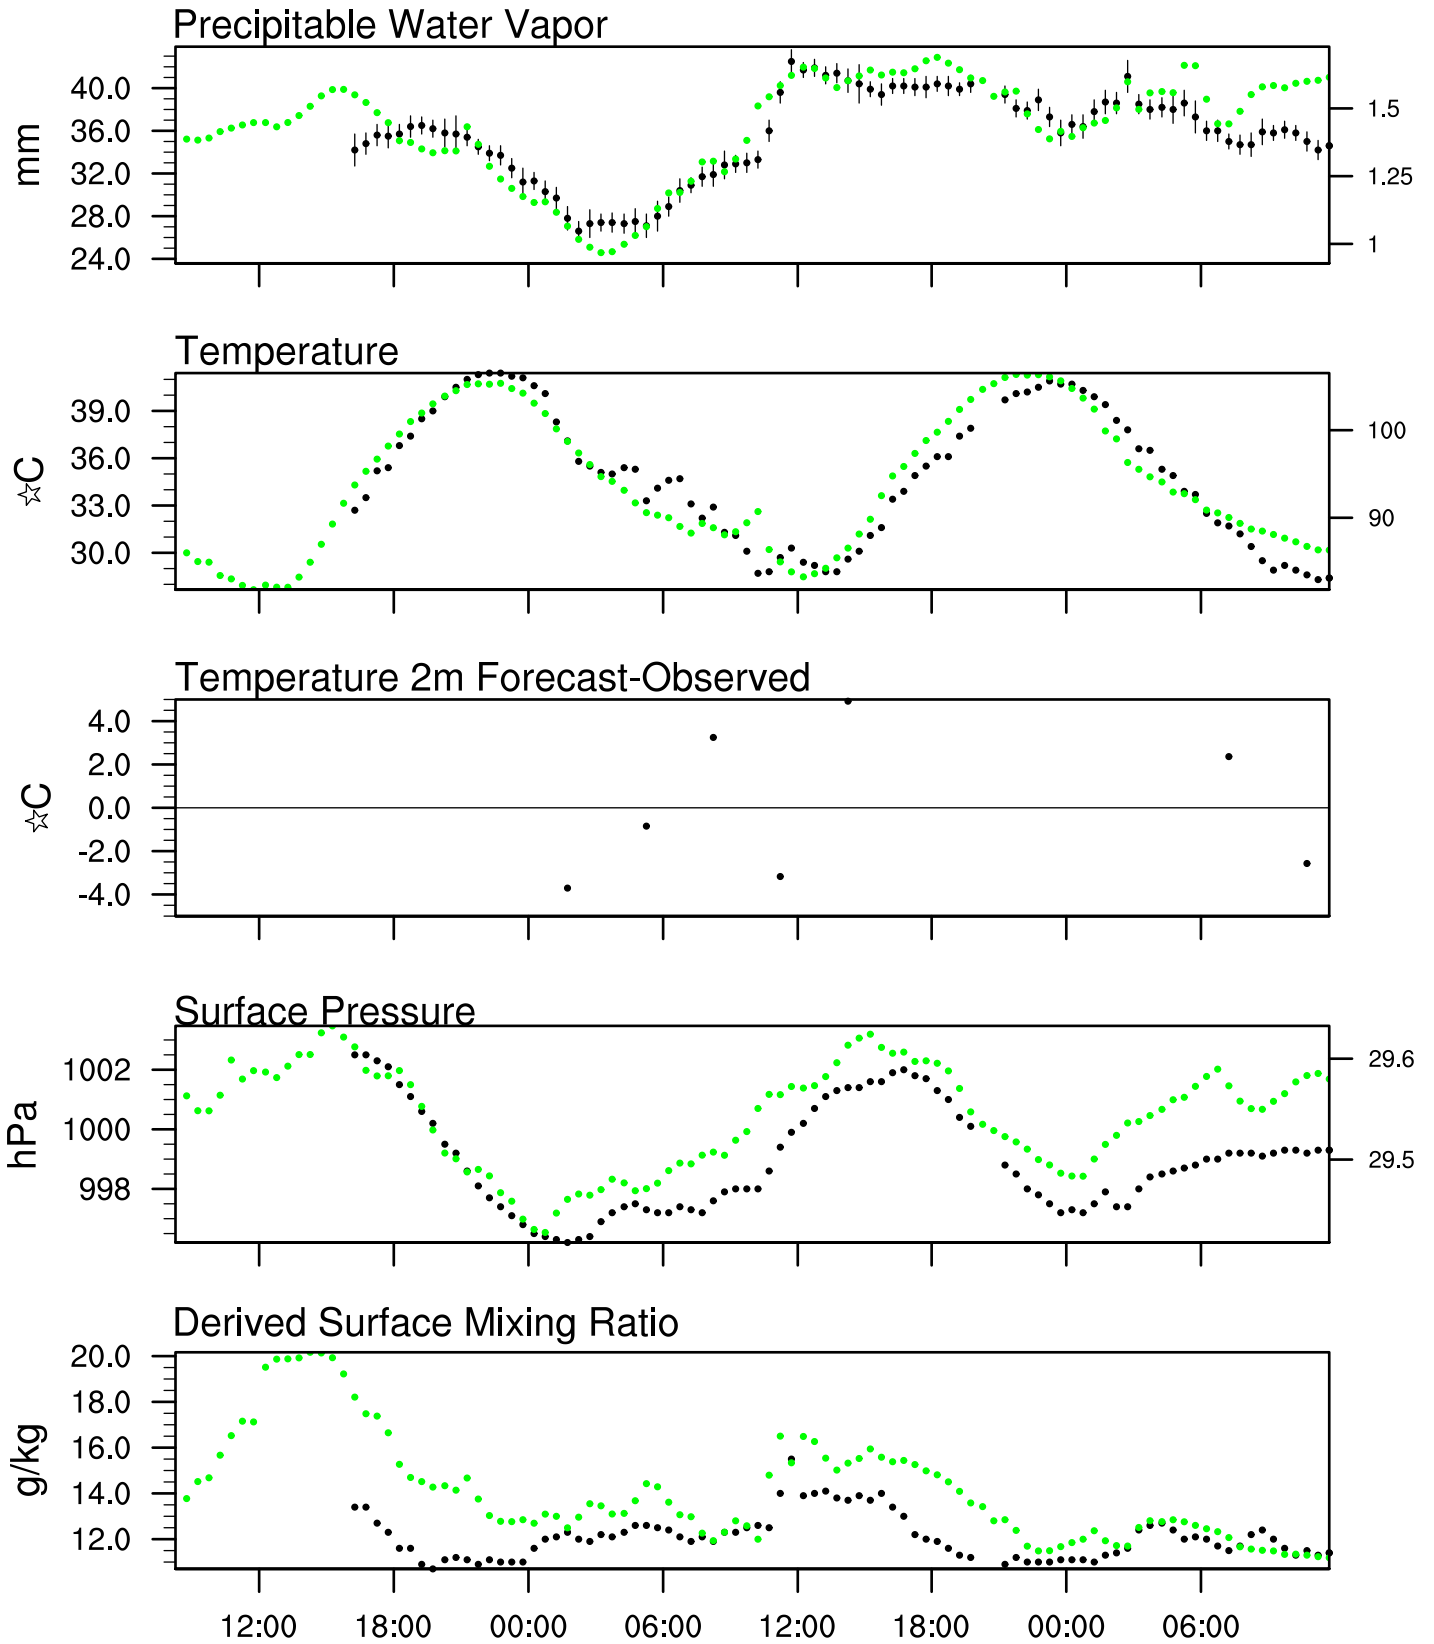 Precipitable Water Vapor
mm
40.0
36.0
32.0
28.0
24.0
1.5
1.25
1
Temperature
☆C
39.0
36.0
33.0
30.0
100
90
Temperature 2m Forecast-Observed
☆C
4.0
2.0
0.0
-2.0
-4.0
Surface Pressure
hPa
1002
1000
998
29.6
29.5
Derived Surface Mixing Ratio
g/kg
20.0
18.0
16.0
14.0
12.0
12:00 18:00 00:00 06:00 12:00 18:00 00:00 06:00